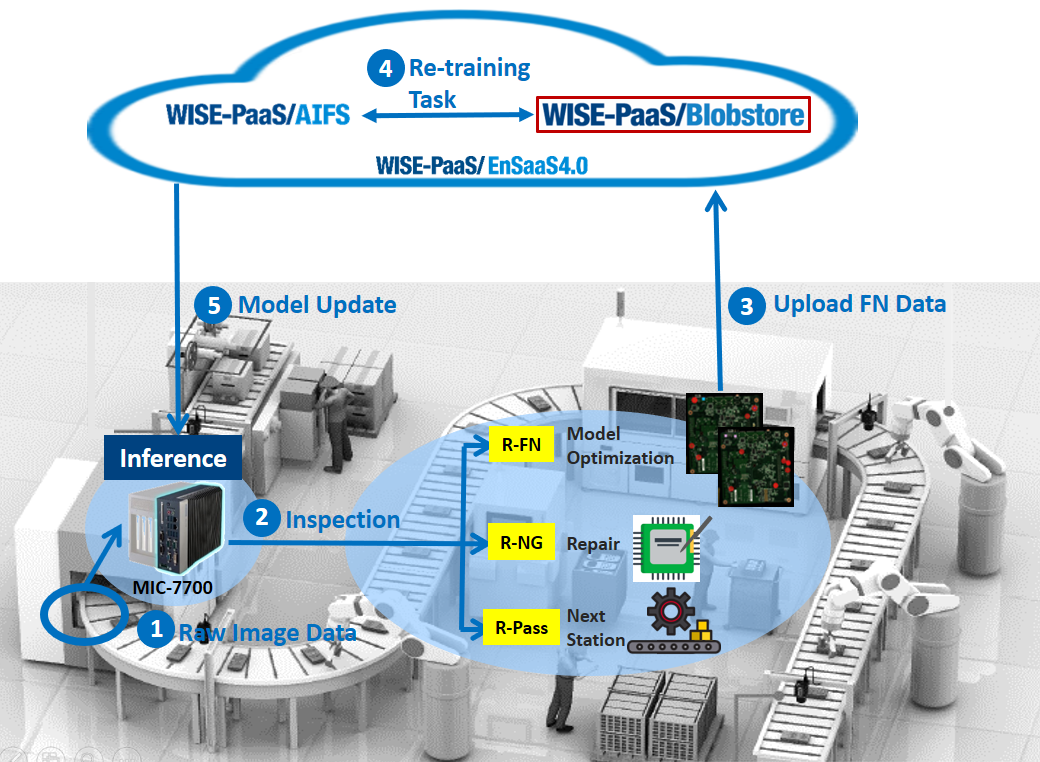 4 Re-training
Task
WISE-PaaS/AIFS
WISE-PaaS/Blobstore
WISE-PaaS/EnSaaS4.0
5 Model Update
3 Upload FN Data
Inference
R-FN
Model
Optimization
2 Inspection
R-NG
Repair
MIC-7700
1 Raw Image Data
R-Pass
Next
Station